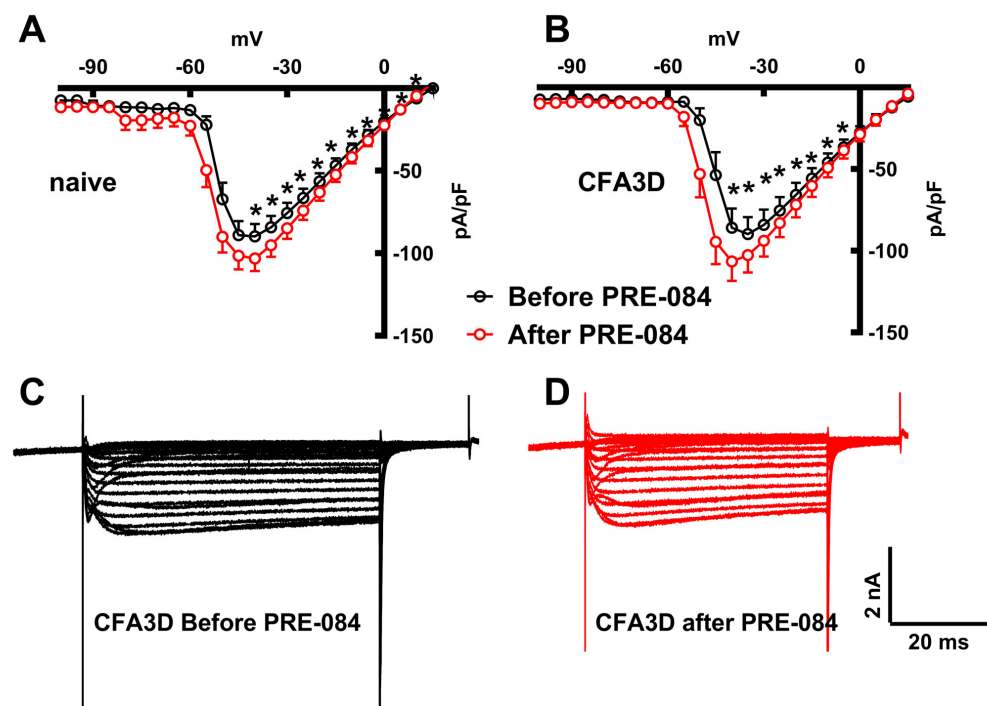 A
mV
-90 -60 -30 0
* * * * * * * * * *
naive
-50
-100
-150
pA/pF
B
mV
-90 -60 -30 0
* * * * * * * *
CFA3D
-50
-100
-150
pA/pF
Before PRE-084
After PRE-084
C
CFA3D Before PRE-084
D
CFA3D after PRE-084
2 nA
20 ms